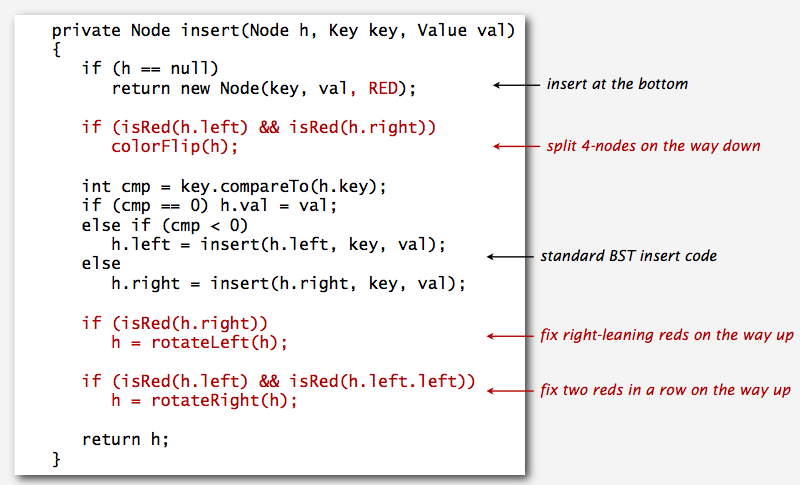 private Node insert(Node h, Key key, Value val)
{
if (h == null)
return new Node(key, val, RED);
insert at the bottom
if (isRed(h.left) && isRed(h.right))
colorFlip(h);
split 4-nodes on the way down
int cmp = key.compareTo(h.key);
if (cmp == 0) h.val = val;
else if (cmp < 0)
h.left = insert(h.left, key, val);
else
h.right = insert(h.right, key, val);
standard BST insert code
if (isRed(h.right))
h = rotateLeft(h);
fix right-leaning reds on the way up
if (isRed(h.left) && isRed(h.left.left))
h = rotateRight(h);
fix two reds in a row on the way up
return h;
}